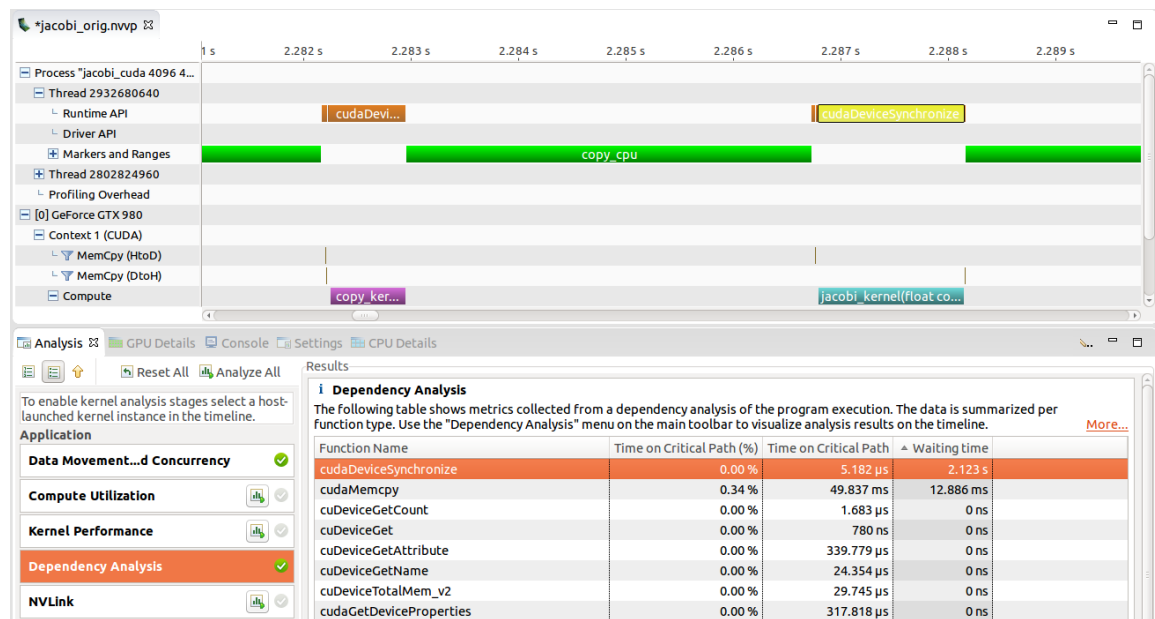 *jacobi_orig.nvvp
1 s 2.282 s 2.283 s 2.284 s 2.285 s 2.286 s 2.287 s 2.288 s 2.289 s
Process "jacobi_cuda 4096 4...
Thread 2932680640
Runtime API cudaDevi... cudaDeviceSynchronize
Driver API
Markers and Ranges copy_cpu
Thread 2802824960
Profiling Overhead
[0] GeForce GTX 980
Context 1 (CUDA)
MemCpy (HtoD)
MemCpy (DtoH)
Compute copy_ker... jacobi_kernel(float co...
Analysis GPU Details Console Settings CPU Details
Reset All Analyze All
To enable kernel analysis stages select a host-
launched kernel instance in the timeline.
Application
Data Movement...d Concurrency
Compute Utilization
Kernel Performance
Dependency Analysis
NVLink
Results
i Dependency Analysis
The following table shows metrics collected from a dependency analysis of the program execution. The data is summarized per
function type. Use the "Dependency Analysis" menu on the main toolbar to visualize analysis results on the timeline. More...
Function Name Time on Critical Path (%) Time on Critical Path Waiting time
cudaDeviceSynchronize 0.00 % 5.182 µs 2.123 s
cudaMemcpy 0.34 % 49.837 ms 12.886 ms
cuDeviceGetCount 0.00 % 1.683 µs 0 ns
cuDeviceGet 0.00 % 780 ns 0 ns
cuDeviceGetAttribute 0.00 % 339.779 µs 0 ns
cuDeviceGetName 0.00 % 24.354 µs 0 ns
cuDeviceTotalMem_v2 0.00 % 29.745 µs 0 ns
cudaGetDeviceProperties 0.00 % 317.818 µs 0 ns